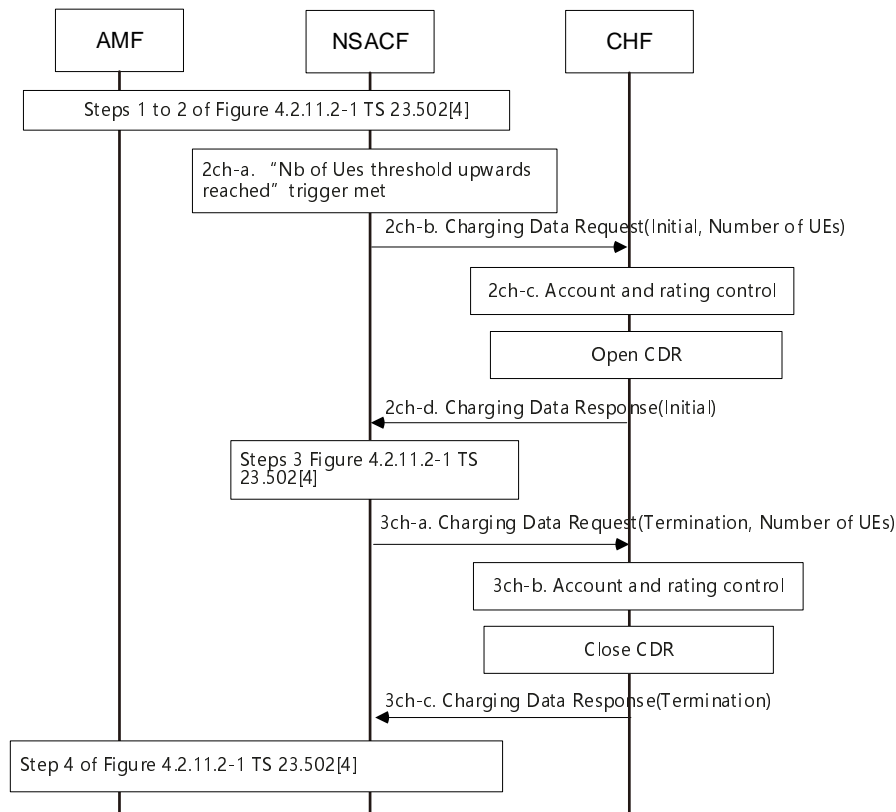 AMF
NSACF
CHF
Steps 1 to 2 of Figure 4.2.11.2-1 TS 23.502[4]
2ch-a. “Nb of Ues threshold upwards
reached” trigger met
2ch-b. Charging Data Request(Initial, Number of UEs)
2ch-c. Account and rating control
Open CDR
2ch-d. Charging Data Response(Initial)
Steps 3 Figure 4.2.11.2-1 TS
23.502[4]
3ch-a. Charging Data Request(Termination, Number of UEs)
3ch-b. Account and rating control
Close CDR
3ch-c. Charging Data Response(Termination)
Step 4 of Figure 4.2.11.2-1 TS 23.502[4]